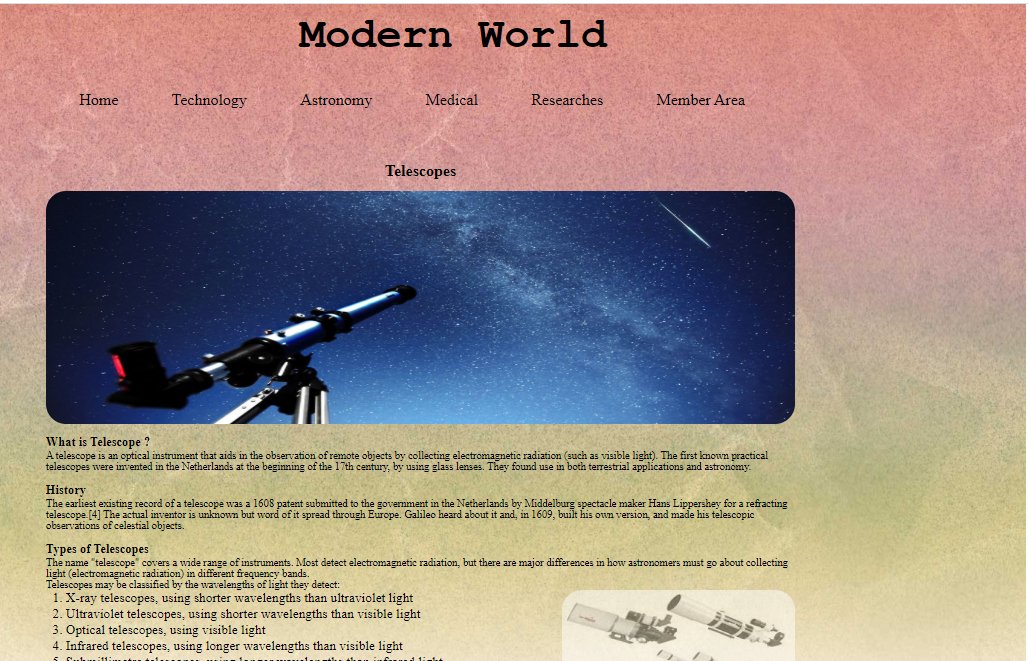 Modern World
Home Technology Astronomy Medical Researches Member Area
Telescopes
What is Telescope ?
A telescope is an optical instrument that aids in the observation of remote objects by collecting electromagnetic radiation (such as visible light). The first known practical
telescopes were invented in the Netherlands at the beginning of the 17th century, by using glass lenses. They found use in both terrestrial applications and astronomy.
History
The earliest existing record of a telescope was a 1608 patent submitted to the government in the Netherlands by Middelburg spectacle maker Hans Lippershey for a refracting
telescope.[4] The actual inventor is unknown but word of it spread through Europe. Galileo heard about it and, in 1609, built his own version, and made his telescopic
observations of celestial objects.
Types of Telescopes
The name "telescope" covers a wide range of instruments. Most detect electromagnetic radiation, but there are major differences in how astronomers must go about collecting
light (electromagnetic radiation) in different frequency bands.
Telescopes may be classified by the wavelengths of light they detect:
1. X-ray telescopes, using shorter wavelengths than ultraviolet light
2. Ultraviolet telescopes, using shorter wavelengths than visible light
3. Optical telescopes, using visible light
4. Infrared telescopes, using longer wavelengths than visible light
5. Submillimetre telescopes, using longer wavelengths than infrared light